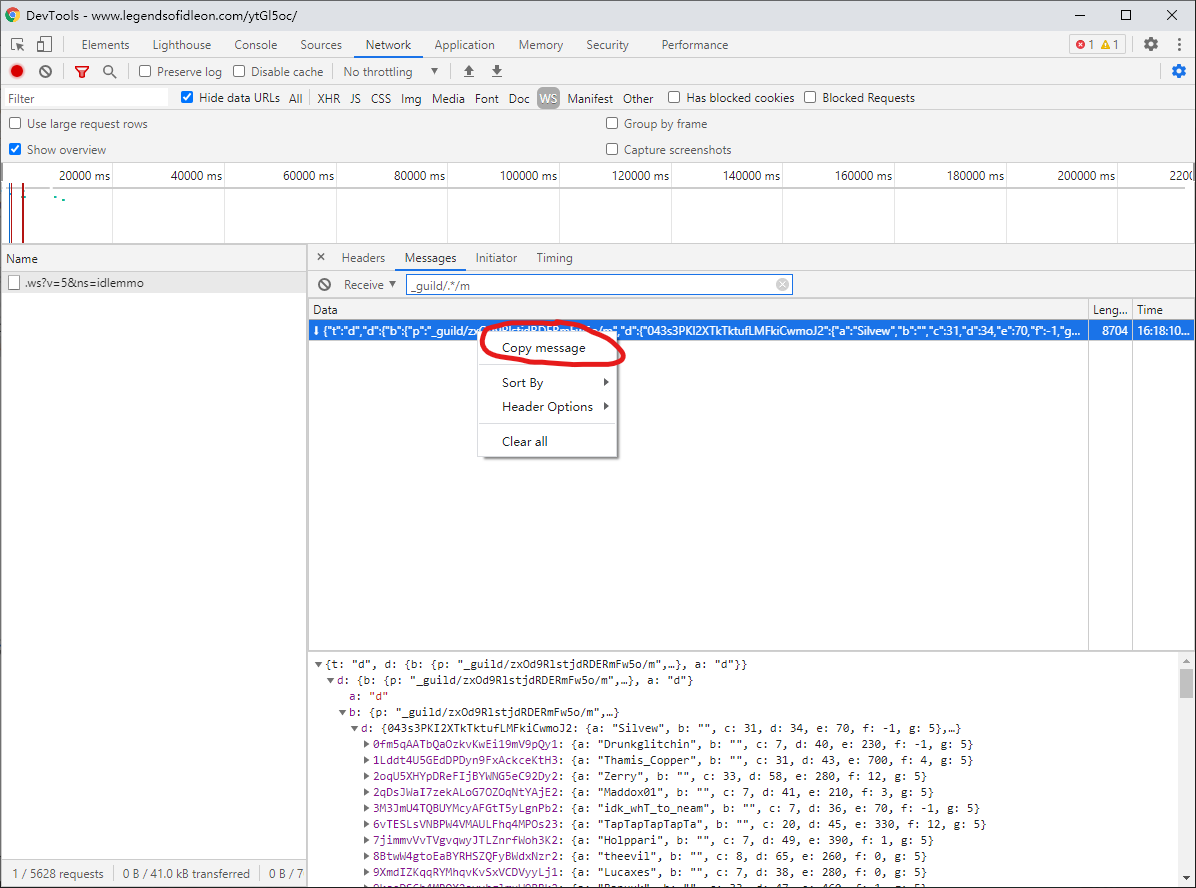 DevTools - www.legendsofidleon.com/ytGl5oc/
Elements Lighthouse Console Sources Network Application Memory Security Performance 1 1
Preserve log Disable cache No throttling
Filter Hide data URLs All XHR JS CSS Img Media Font Doc WS Manifest Other Has blocked cookies Blocked Requests
Use large request rows Group by frame
Show overview Capture screenshots
20000 ms 40000 ms 60000 ms 80000 ms 100000 ms 120000 ms 140000 ms 160000 ms 180000 ms 200000 ms 2200
Name × Headers Messages Initiator Timing
.ws?v=5&ns=idlemmo Receive _guild/.*/m
Data Leng... Time
{"t":"d","d":{"b":{"p":"_guild/zxOd9RlstjdRDERmFw5o/m","d":{"043s3PKI2XTkTktufLMFkiCwmoJ2":{"a":"Silvew","b":"","c":31,"d":34,"e":70,"f":-1,"g... 8704 16:18:10...
Copy message
Sort By
Header Options
Clear all
{t: "d", d: {b: {p: "_guild/zxOd9RlstjdRDERmFw5o/m",…}, a: "d"}}
d: {b: {p: "_guild/zxOd9RlstjdRDERmFw5o/m",…}, a: "d"}
a: "d"
b: {p: "_guild/zxOd9RlstjdRDERmFw5o/m",…}
d: {043s3PKI2XTkTktufLMFkiCwmoJ2: {a: "Silvew", b: "", c: 31, d: 34, e: 70, f: -1, g: 5},…}
0fm5qAATbQaOzkvKwEi19mV9pQy1: {a: "Drunkglitchin", b: "", c: 7, d: 40, e: 230, f: -1, g: 5}
1Lddt4U5GEdDPDyn9FxAckceKtH3: {a: "Thamis_Copper", b: "", c: 31, d: 43, e: 700, f: 4, g: 5}
2oqU5XHYpDReFIjBYWNG5eC92Dy2: {a: "Zerry", b: "", c: 33, d: 58, e: 280, f: 12, g: 5}
2qDsJWaI7zekALoG7OZOqNtYAjE2: {a: "Maddox01", b: "", c: 7, d: 41, e: 210, f: 3, g: 5}
3M3JmU4TQBUYMcyAFGtT5yLgnPb2: {a: "idk_whT_to_neam", b: "", c: 7, d: 36, e: 70, f: -1, g: 5}
6vTESLsVNBPW4VMAULFhq4MPOs23: {a: "TapTapTapTapTa", b: "", c: 20, d: 45, e: 330, f: 12, g: 5}
7jimmvVvTVgvqwyJTLZnrfWoh3K2: {a: "Holppari", b: "", c: 7, d: 49, e: 390, f: 1, g: 5}
8BtwW4gtoEaBYRHSZQFyBWdxNzr2: {a: "theevil", b: "", c: 8, d: 65, e: 260, f: 0, g: 5}
9XmdIZKqqRYMhqvKvSxVCDVyyLj1: {a: "Lucaxes", b: "", c: 7, d: 38, e: 280, f: 0, g: 5}
1 / 5628 requests 0 B / 41.0 kB transferred 0 B / 7